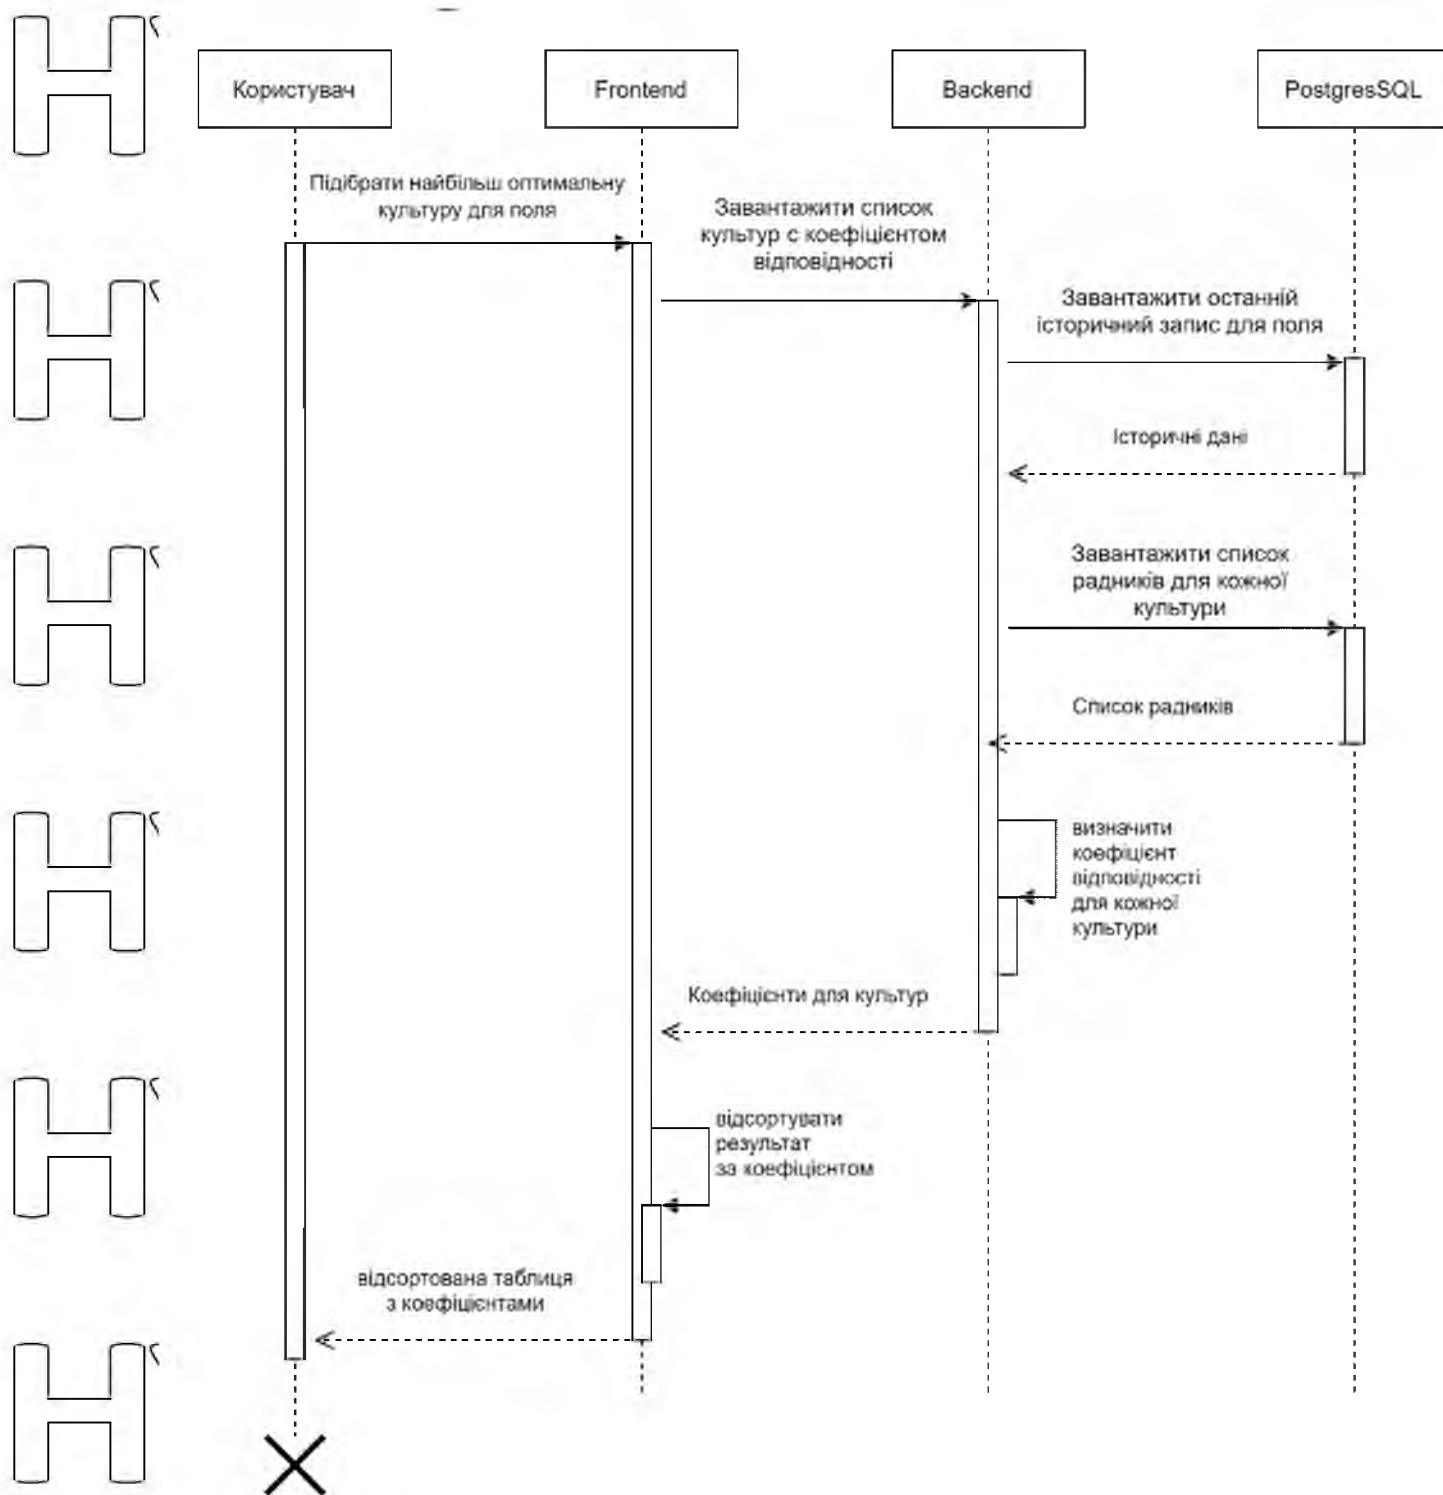 Користувач
Frontend
Backend
PostgresSQL
Підібрати найбільш оптимальну
культуру для поля
Завантажити список
культур с коефіцієнтом
відповідності
Завантажити останній
історичний запис для поля
Історичні дані
Завантажити список
радників для кожної
культури
Список радників
визначити
коефіцієнт
відповідності
для кожної
культури
Коефіцієнти для культур
відсортувати
результат
за коефіцієнтом
відсортована таблиця
з коефіцієнтами